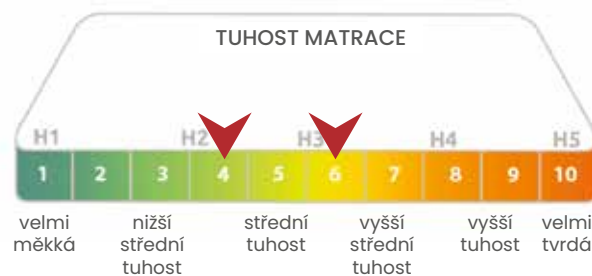 TUHOST MATRACE
H1 H2 H3 H4 H5
1 2 3 4 5 6 7 8 9 10
velmi měkká
nižší střední tuhost
střední tuhost
vyšší střední tuhost
vyšší tuhost
velmi tvrdá